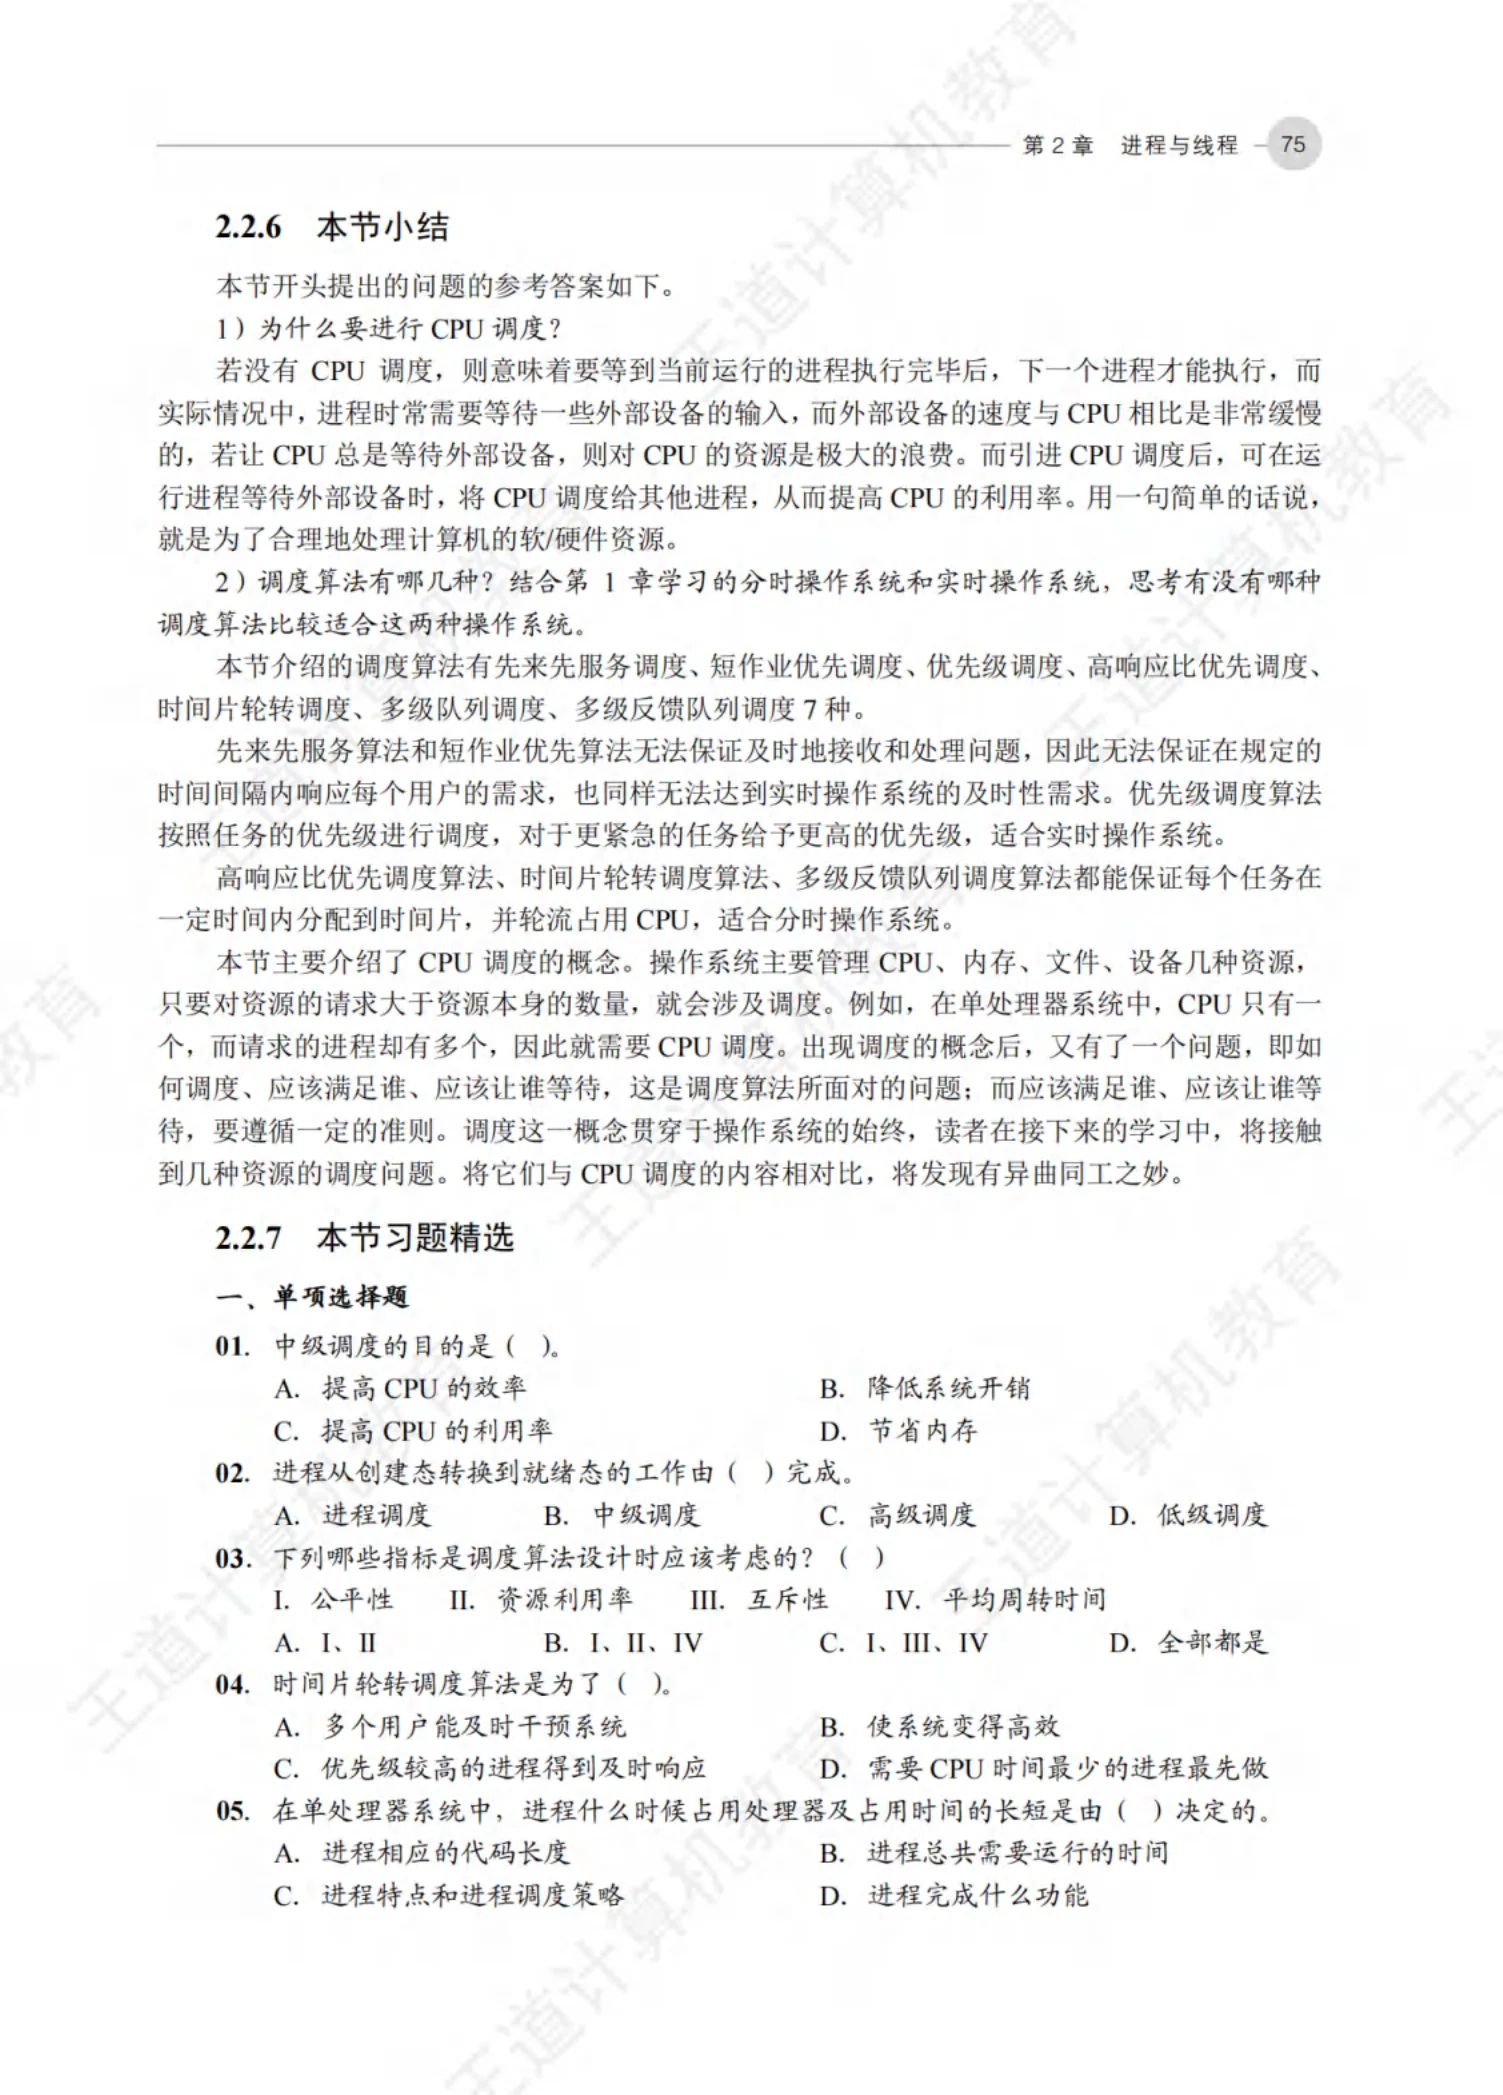 第 2 章 进程与线程 75
2.2.6 本节小结
本节开头提出的问题的参考答案如下。
1）为什么要进行 CPU 调度？
若没有 CPU 调度，则意味着要等到当前运行的进程执行完毕后，下一个进程才能执行，而
实际情况中，进程时常需要等待一些外部设备的输入，而外部设备的速度与 CPU 相比是非常缓慢
的，若让 CPU 总是等待外部设备，则对 CPU 的资源是极大的浪费。而引进 CPU 调度后，可在运
行进程等待外部设备时，将 CPU 调度给其他进程，从而提高 CPU 的利用率。用一句简单的话说，
就是为了合理地处理计算机的软/硬件资源。
2）调度算法有哪几种？结合第 1 章学习的分时操作系统和实时操作系统，思考有没有哪种
调度算法比较适合这两种操作系统。
本节介绍的调度算法有先来先服务调度、短作业优先调度、优先级调度、高响应比优先调度、
时间片轮转调度、多级队列调度、多级反馈队列调度 7 种。
先来先服务算法和短作业优先算法无法保证及时地接收和处理问题，因此无法保证在规定的
时间间隔内响应每个用户的需求，也同样无法达到实时操作系统的及时性需求。优先级调度算法
按照任务的优先级进行调度，对于更紧急的任务给予更高的优先级，适合实时操作系统。
高响应比优先调度算法、时间片轮转调度算法、多级反馈队列调度算法都能保证每个任务在
一定时间内分配到时间片，并轮流占用 CPU，适合分时操作系统。
本节主要介绍了 CPU 调度的概念。操作系统主要管理 CPU、内存、文件、设备几种资源，
只要对资源的请求大于资源本身的数量，就会涉及调度。例如，在单处理器系统中，CPU 只有一
个，而请求的进程却有多个，因此就需要 CPU 调度。出现调度的概念后，又有了一个问题，即如
何调度、应该满足谁、应该让谁等待，这是调度算法所面对的问题；而应该满足谁、应该让谁等
待，要遵循一定的准则。调度这一概念贯穿于操作系统的始终，读者在接下来的学习中，将接触
到几种资源的调度问题。将它们与 CPU 调度的内容相对比，将发现有异曲同工之妙。
2.2.7 本节习题精选
一、单项选择题
01. 中级调度的目的是（ ）。
A. 提高 CPU 的效率 B. 降低系统开销
C. 提高 CPU 的利用率 D. 节省内存
02. 进程从创建态转换到就绪态的工作由（ ）完成。
A. 进程调度 B. 中级调度 C. 高级调度 D. 低级调度
03. 下列哪些指标是调度算法设计时应该考虑的？（ ）
I. 公平性 II. 资源利用率 III. 互斥性 IV. 平均周转时间
A. I、II B. I、II、IV C. I、III、IV D. 全部都是
04. 时间片轮转调度算法是为了（ ）。
A. 多个用户能及时干预系统 B. 使系统变得高效
C. 优先级较高的进程得到及时响应 D. 需要 CPU 时间最少的进程最先做
05. 在单处理器系统中，进程什么时候占用处理器及占用时间的长短是由（ ）决定的。
A. 进程相应的代码长度 B. 进程总共需要运行的时间
C. 进程特点和进程调度策略 D. 进程完成什么功能
王道计算机教育